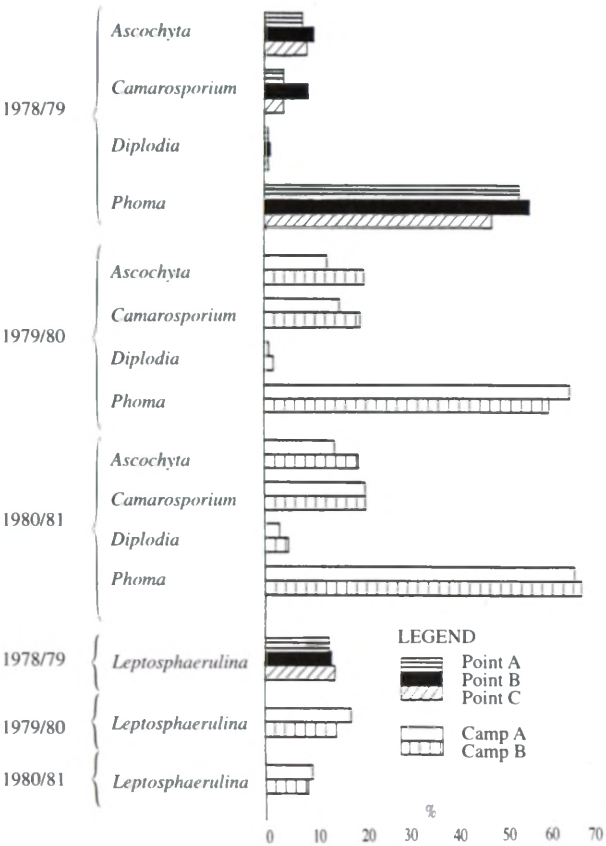 1978/79
Ascochyta
Camarosporium
Diplodia
Phoma
1979/80
Ascochyta
Camarosporium
Diplodia
Phoma
1980/81
Ascochyta
Camarosporium
Diplodia
Phoma
1978/79 Leptosphaerulina
1979/80 Leptosphaerulina
1980/81 Leptosphaerulina
LEGEND
Point A
Point B
Point C
Camp A
Camp B
%
0 10 20 30 40 50 60 70